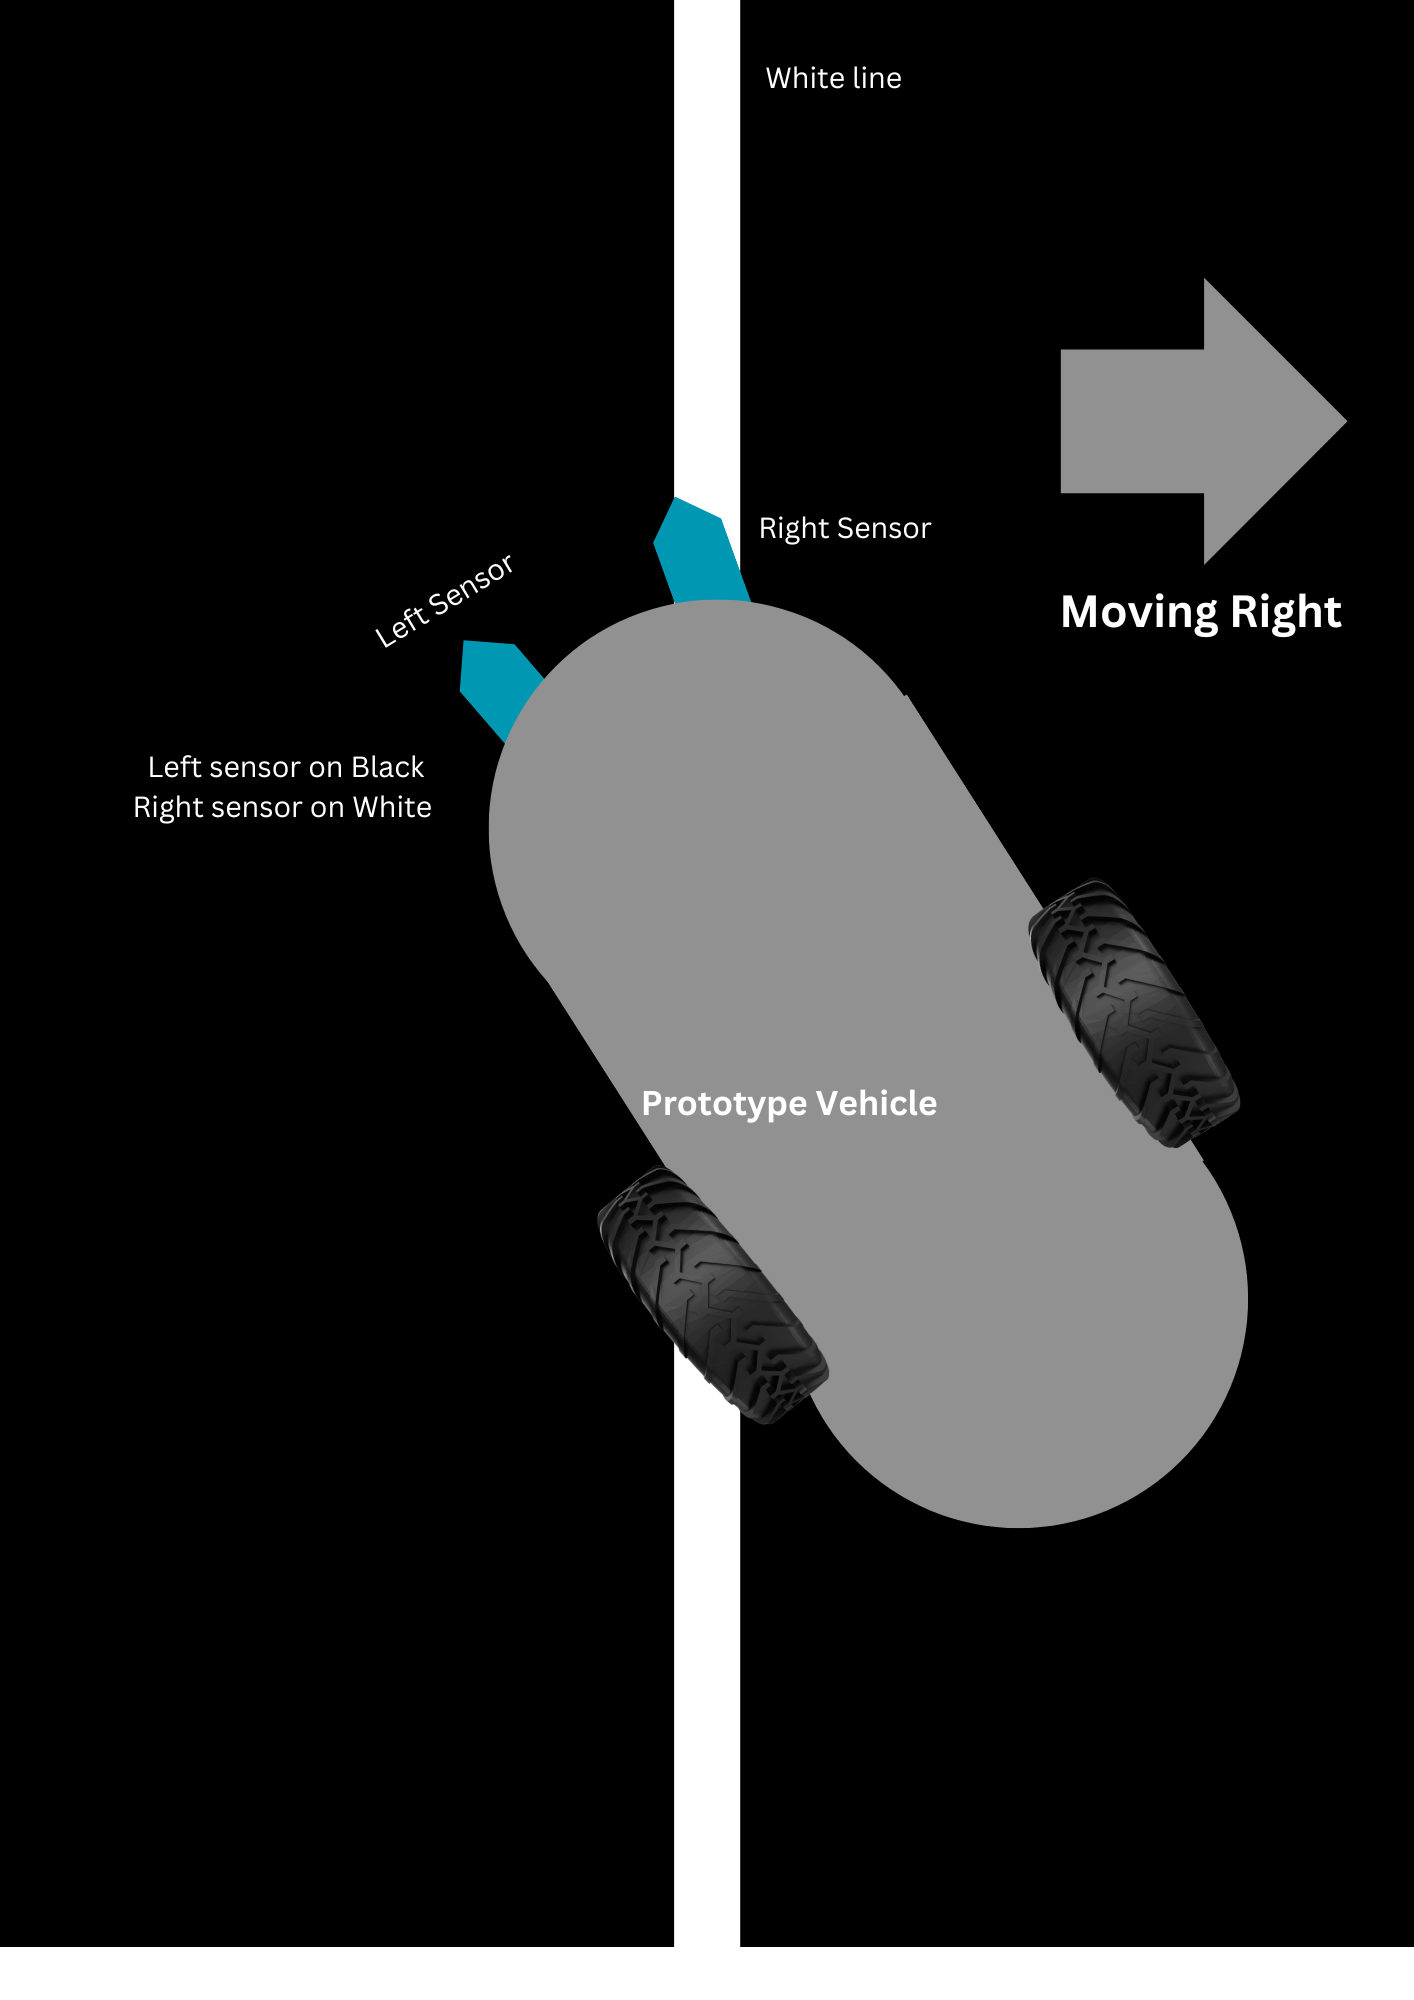 White line
Right Sensor
Left Sensor
Moving Right
Left sensor on Black
Right sensor on White
Prototype Vehicle